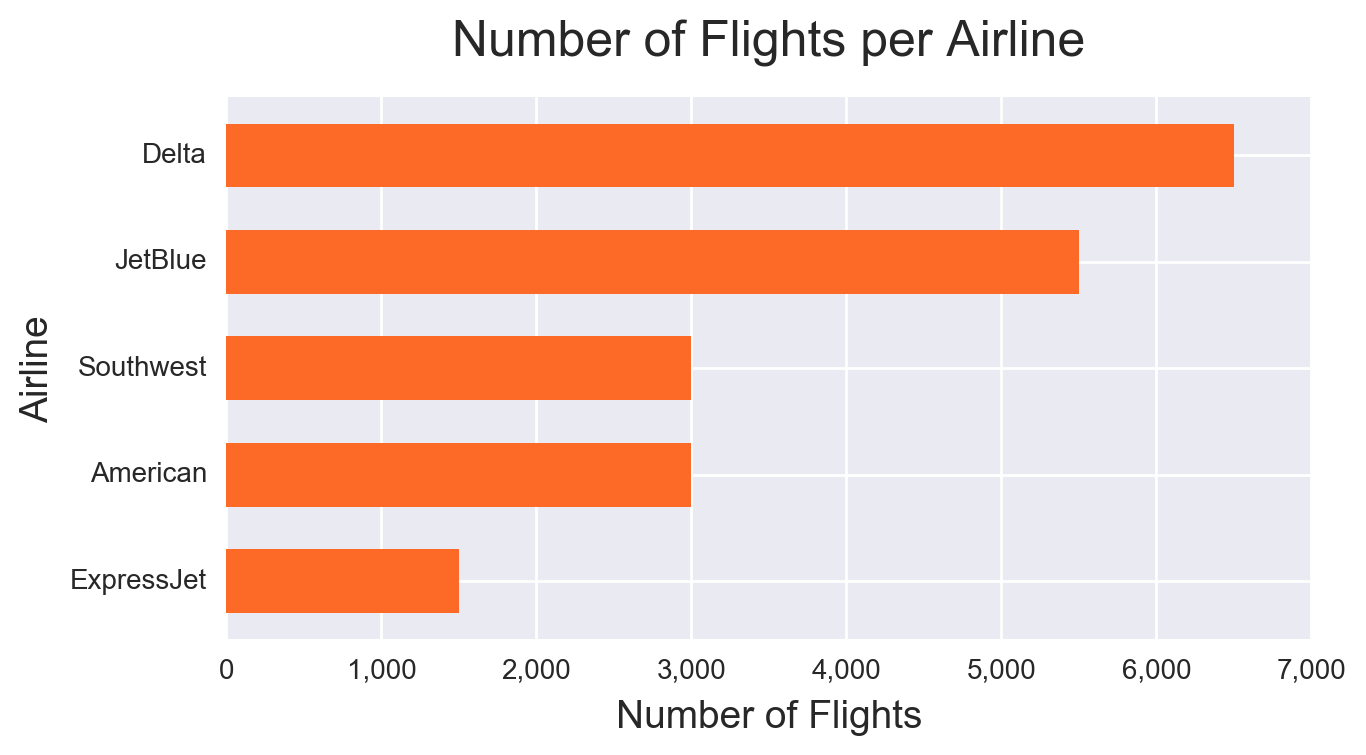 Number of Flights per Airline
Airline
Delta
JetBlue
Southwest
American
ExpressJet
0 1,000 2,000 3,000 4,000 5,000 6,000 7,000
Number of Flights